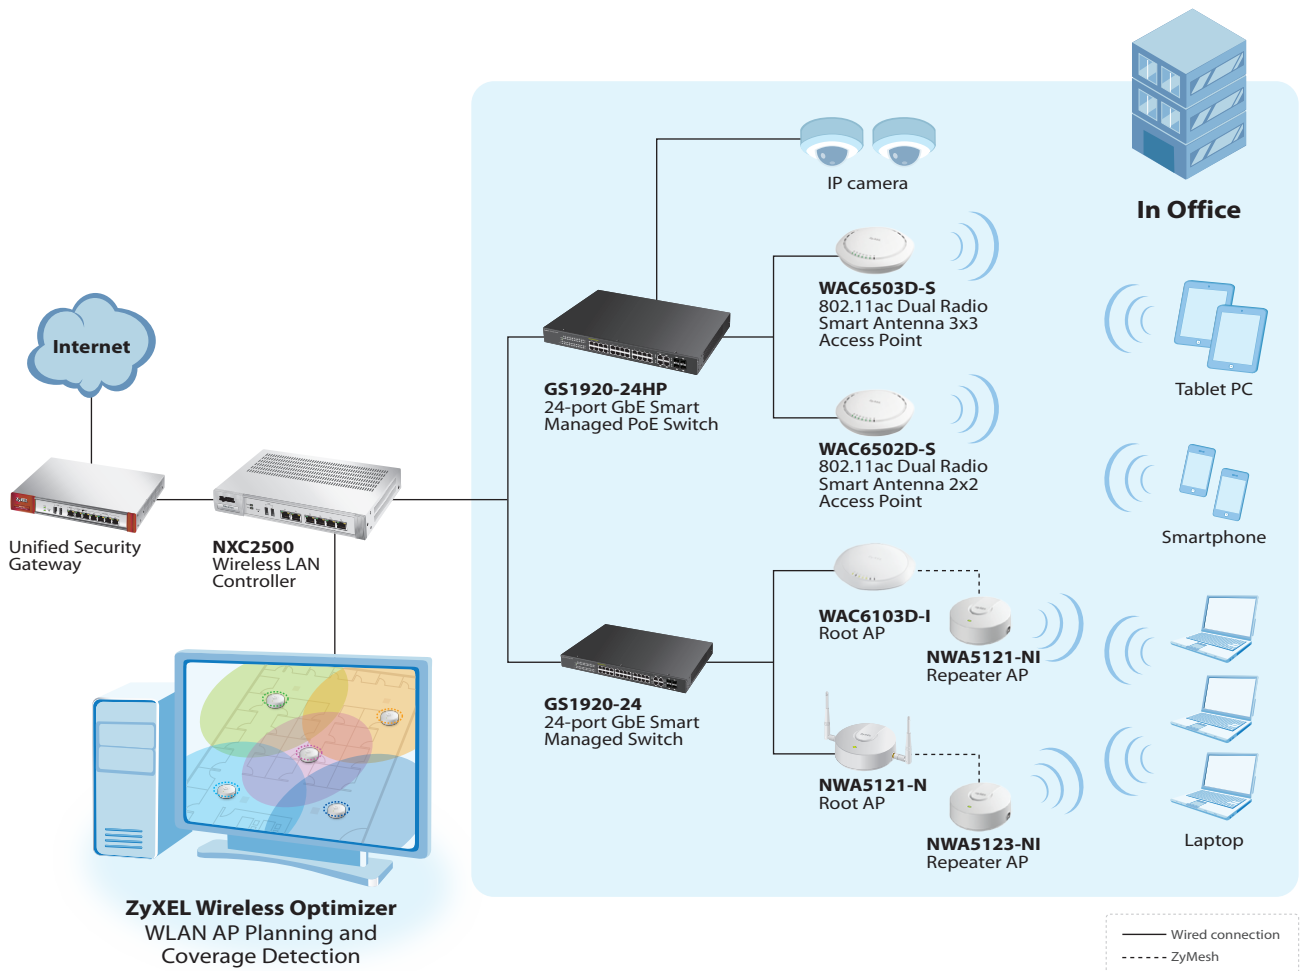 In Office
IP camera
WAC6503D-S
802.11ac Dual Radio
Smart Antenna 3x3
Access Point
Internet
Tablet PC
GS1920-24HP
24-port GbE Smart
Managed PoE Switch
WAC6502D-S
802.11ac Dual Radio
Smart Antenna 2x2
Access Point
Unified Security
Gateway
NXC2500
Wireless LAN
Controller
Smartphone
WAC6103D-I
Root AP
NWA5121-NI
Repeater AP
GS1920-24
24-port GbE Smart
Managed Switch
NWA5121-N
Root AP
NWA5123-NI
Repeater AP
Laptop
ZyXEL Wireless Optimizer
WLAN AP Planning and
Coverage Detection
Wired connection
ZyMesh